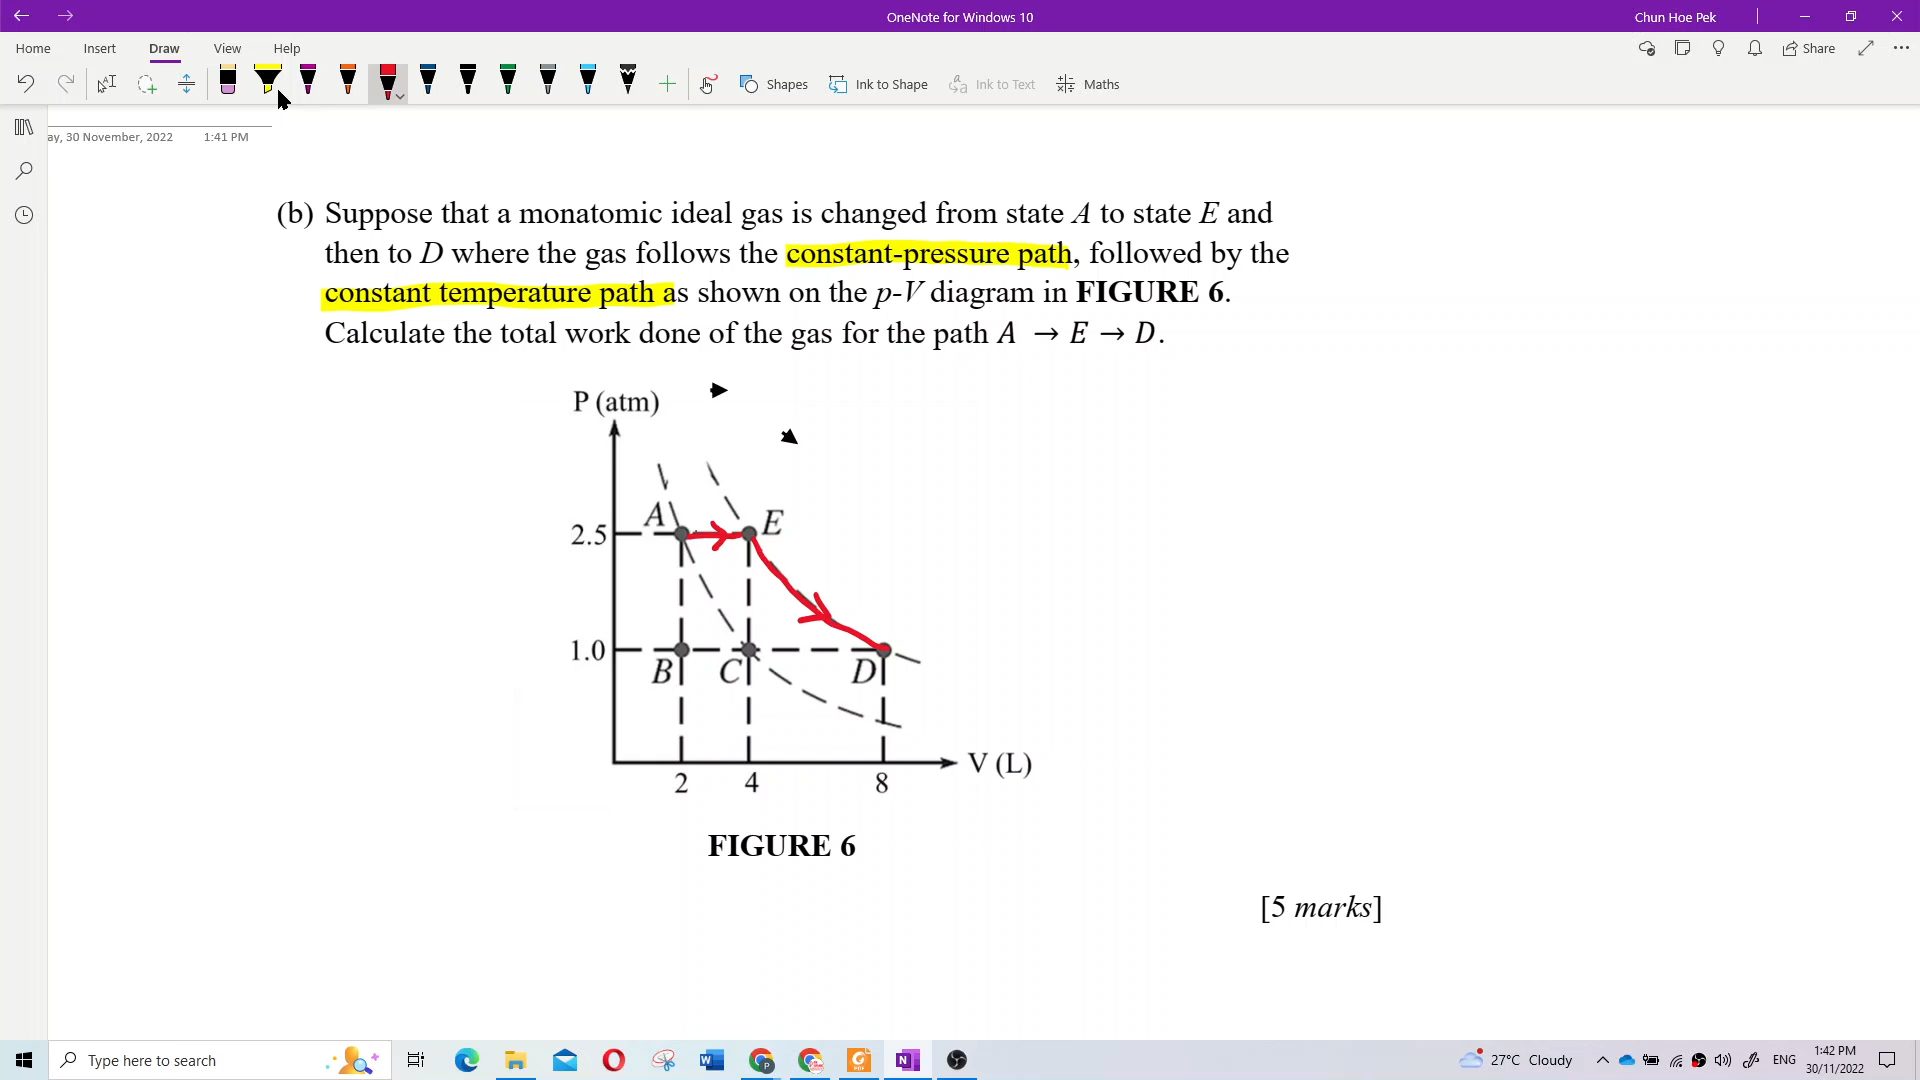 OneNote for Windows 10
Chun Hoe Pek
Home Insert Draw View Help
Share
Shapes Ink to Shape Ink to Text Maths
ay, 30 November, 2022 1:41 PM
(b) Suppose that a monatomic ideal gas is changed from state A to state E and
then to D where the gas follows the constant-pressure path, followed by the
constant temperature path as shown on the p-V diagram in FIGURE 6.
Calculate the total work done of the gas for the path A → E → D.
P (atm)
A E
2.5
1.0
B C D
V (L)
2 4 8
FIGURE 6
[5 marks]
Type here to search
27°C Cloudy
ENG
1:42 PM
30/11/2022